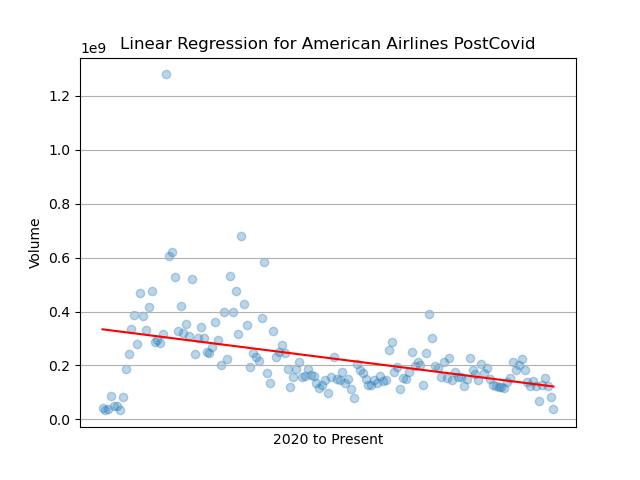 Linear Regression for American Airlines PostCovid
1e9
1.2
1.0
0.8
0.6
0.4
0.2
0.0
Volume
2020 to Present